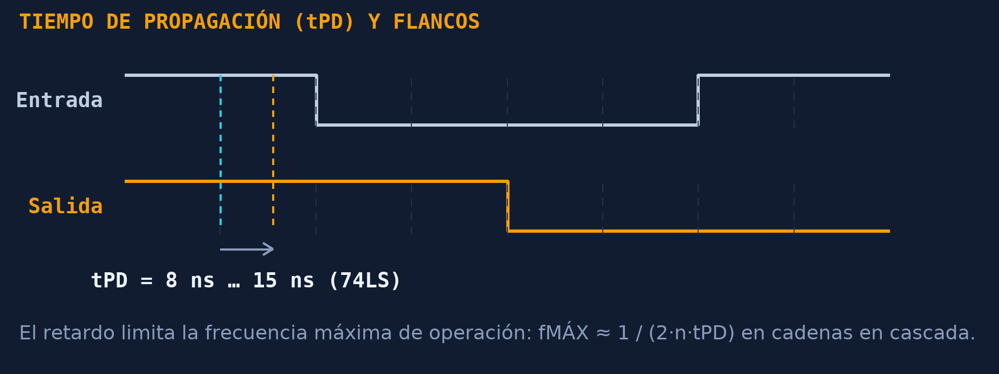 TIEMPO DE PROPAGACIÓN (tPD) Y FLANCOS
Entrada
Salida
tPD = 8 ns … 15 ns (74LS)
El retardo limita la frecuencia máxima de operación: fMÁX ≈ 1 / (2·n·tPD) en cadenas en cascada.